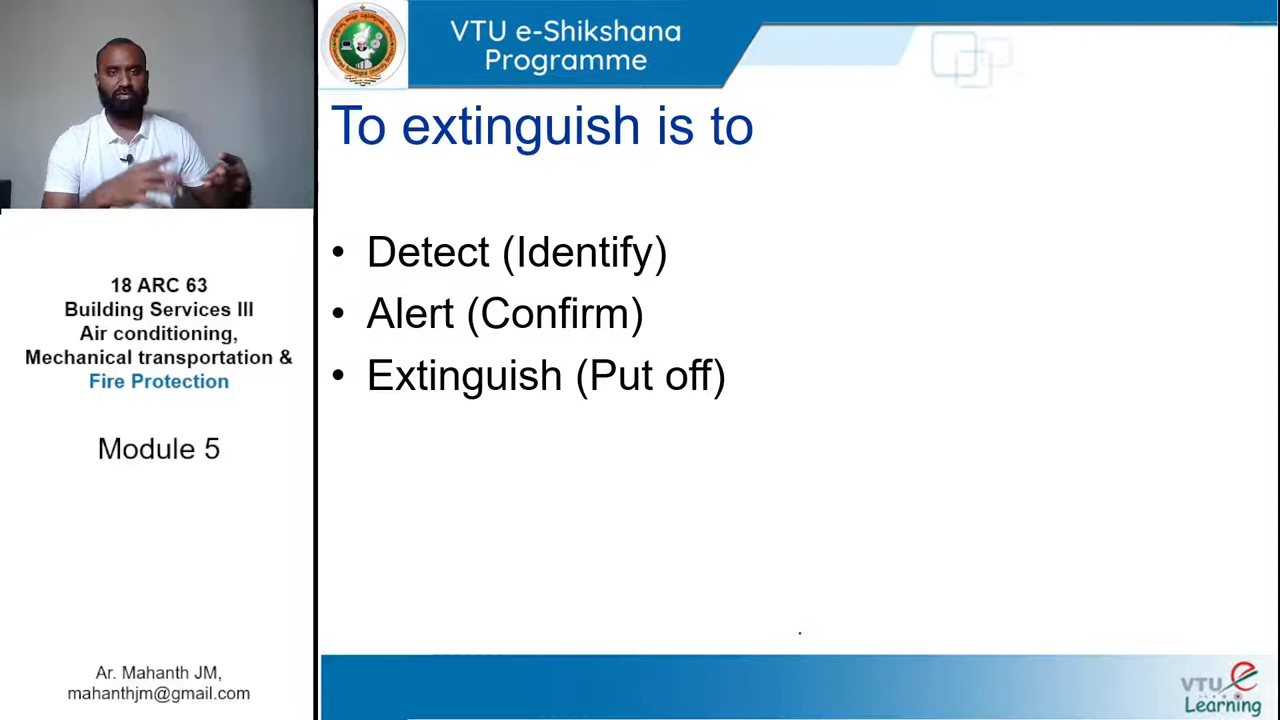 VTU e-Shikshana
Programme
To extinguish is to
• Detect (Identify)
• Alert (Confirm)
• Extinguish (Put off)
18 ARC 63
Building Services III
Air conditioning,
Mechanical transportation &
Fire Protection
Module 5
Ar. Mahanth JM,
mahanthjm@gmail.com
VTU e
Learning